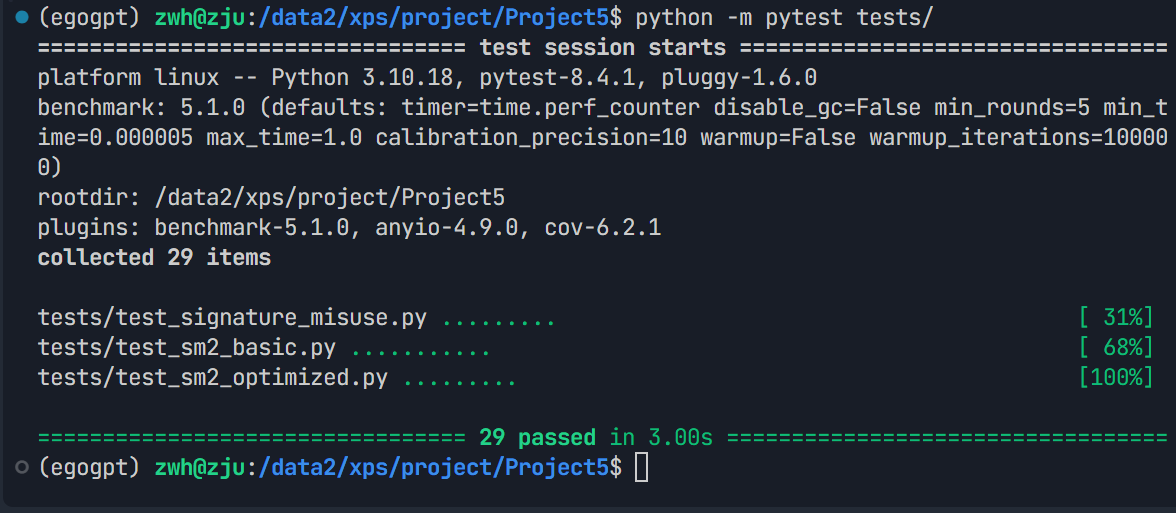 (egogpt) zwh@zju:/data2/xps/project/Project5$ python -m pytest tests/
================================= test session starts =================================
platform linux -- Python 3.10.18, pytest-8.4.1, pluggy-1.6.0
benchmark: 5.1.0 (defaults: timer=time.perf_counter disable_gc=False min_rounds=5 min_t
ime=0.000005 max_time=1.0 calibration_precision=10 warmup=False warmup_iterations=10000
0)
rootdir: /data2/xps/project/Project5
plugins: benchmark-5.1.0, anyio-4.9.0, cov-6.2.1
collected 29 items
tests/test_signature_misuse.py ......... [ 31%]
tests/test_sm2_basic.py ........... [ 68%]
tests/test_sm2_optimized.py ......... [100%]
================================= 29 passed in 3.00s ==================================
(egogpt) zwh@zju:/data2/xps/project/Project5$